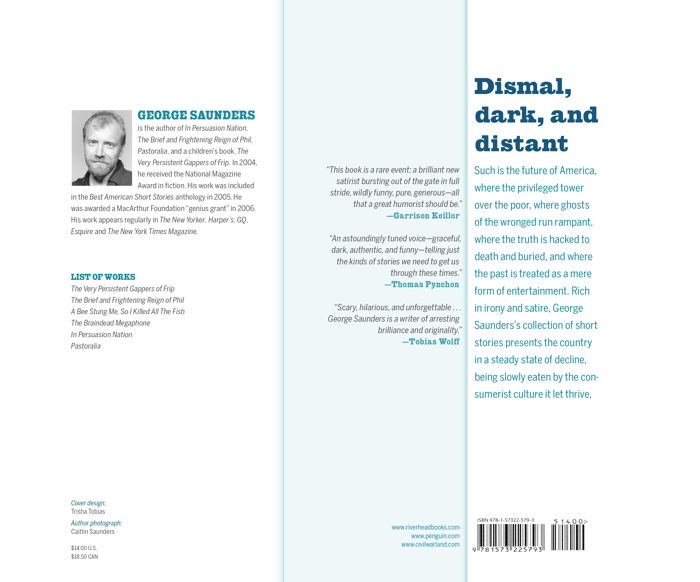 GEORGE SAUNDERS
is the author of In Persuasion Nation,
The Brief and Frightening Reign of Phil,
Pastoralia, and a children's book, The
Very Persistent Gappers of Frip. In 2004,
he received the National Magazine
Award in fiction. His work was included
in the Best American Short Stories anthology in 2005. He
was awarded a MacArthur Foundation "genius grant" in 2006.
His work appears regularly in The New Yorker, Harper's, GQ,
Esquire and The New York Times Magazine.
LIST OF WORKS
The Very Persistent Gappers of Frip
The Brief and Frightening Reign of Phil
A Bee Stung Me, So I Killed All The Fish
The Braindead Megaphone
In Persuasion Nation
Pastoralia
Cover design:
Trisha Tobias
Author photograph:
Caitlin Saunders
$14.00 U.S.
$18.50 CAN
"This book is a rare event: a brilliant new
satirist bursting out of the gate in full
stride, wildly funny, pure, generous—all
that a great humorist should be."
—Garrison Keillor
"An astoundingly tuned voice—graceful,
dark, authentic, and funny—telling just
the kinds of stories we need to get us
through these times."
—Thomas Pynchon
"Scary, hilarious, and unforgettable . . .
George Saunders is a writer of arresting
brilliance and originality."
—Tobias Wolff
www.riverheadbooks.com
www.penguin.com
www.civilwarland.com
Dismal,
dark, and
distant
Such is the future of America,
where the privileged tower
over the poor, where ghosts
of the wronged run rampant,
where the truth is hacked to
death and buried, and where
the past is treated as a mere
form of entertainment. Rich
in irony and satire, George
Saunders's collection of short
stories presents the country
in a steady state of decline,
being slowly eaten by the con-
sumerist culture it let thrive.
ISBN 978-1-57322-579-3
51400>
9781573225793